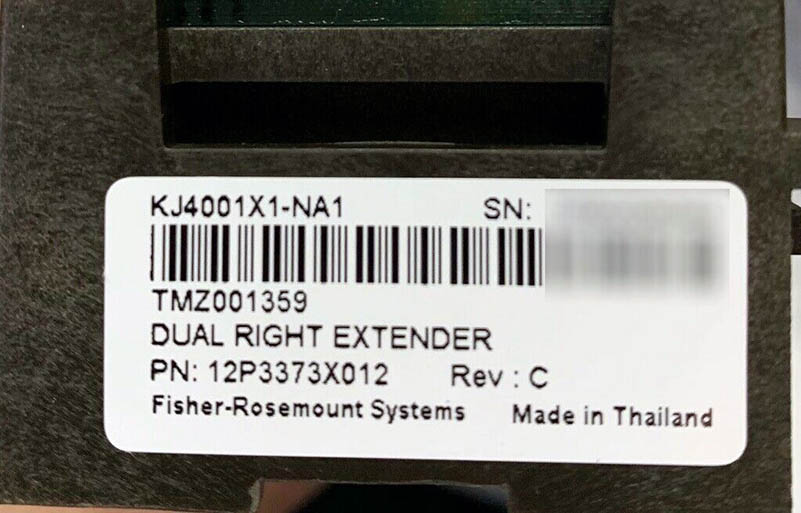 KJ4001X1-NA1 SN:
TMZ001359
DUAL RIGHT EXTENDER
PN: 12P3373X012 Rev : C
Fisher-Rosemount Systems Made in Thailand